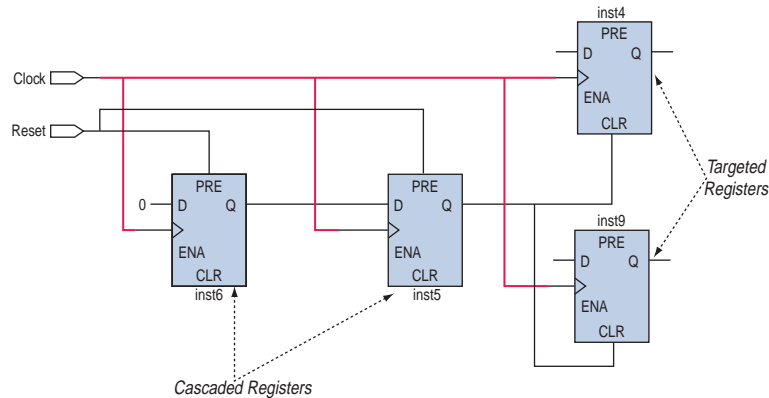 inst4
PRE
D Q
ENA
CLR
Clock
Reset
Targeted
Registers
PRE
0 D Q
ENA
CLR
inst6
PRE
D Q
ENA
CLR
inst5
inst9
PRE
D Q
ENA
CLR
Cascaded Registers